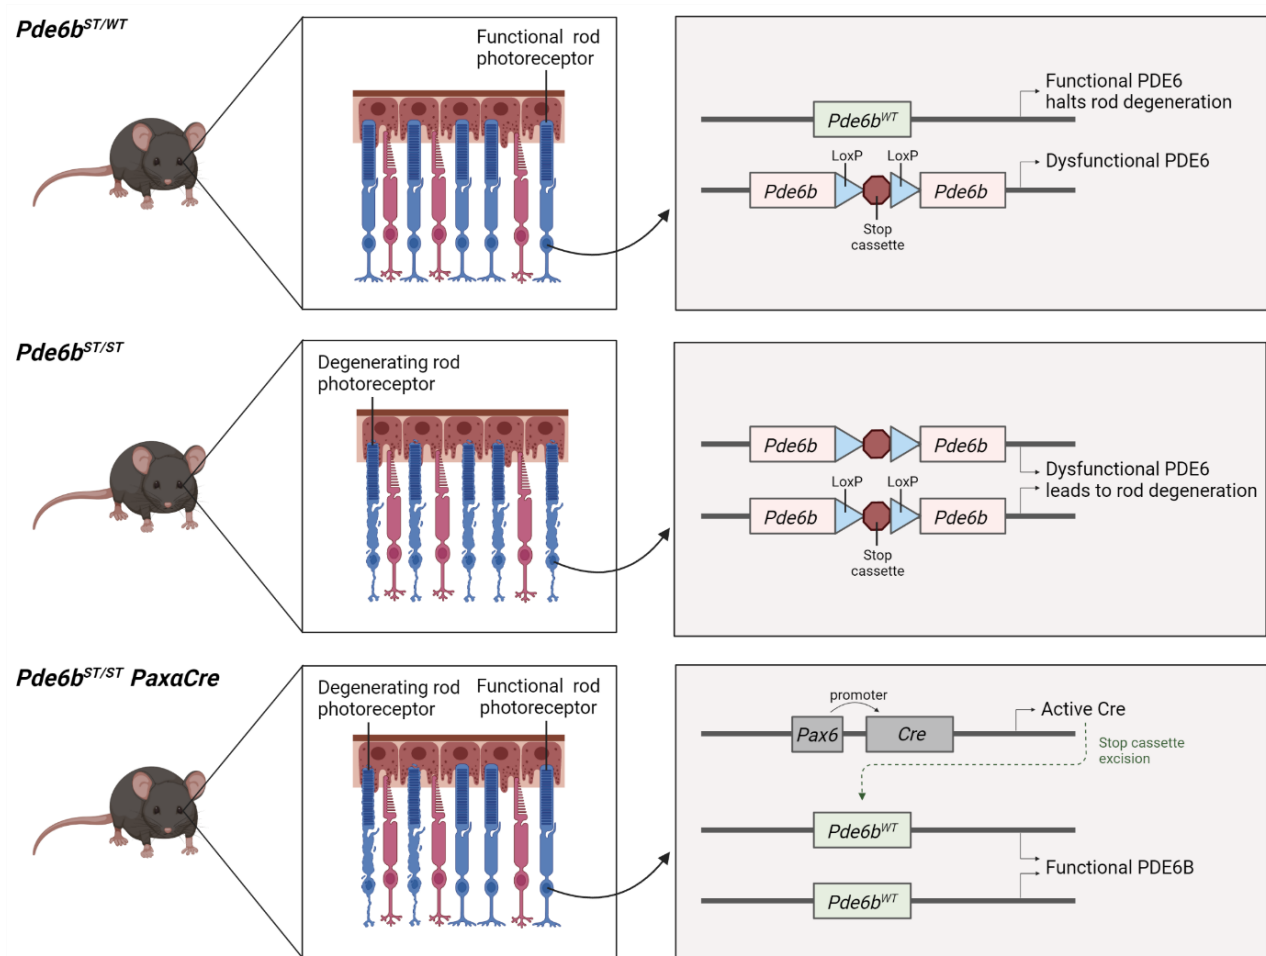 Pde6bST/WT
Functional rod
photoreceptor
Functional PDE6
halts rod degeneration
Pde6bWT
LoxP LoxP
Dysfunctional PDE6
Pde6b Pde6b
Stop
cassette
Pde6bST/ST
Degenerating rod
photoreceptor
Pde6b Pde6b
Dysfunctional PDE6
leads to rod degeneration
LoxP LoxP
Pde6b Pde6b
Stop
cassette
Pde6bST/ST PaxαCre
Degenerating rod
photoreceptor
Functional rod
photoreceptor
promoter
Pax6 Cre
Active Cre
Stop cassette
excision
Pde6bWT
Functional PDE6B
Pde6bWT